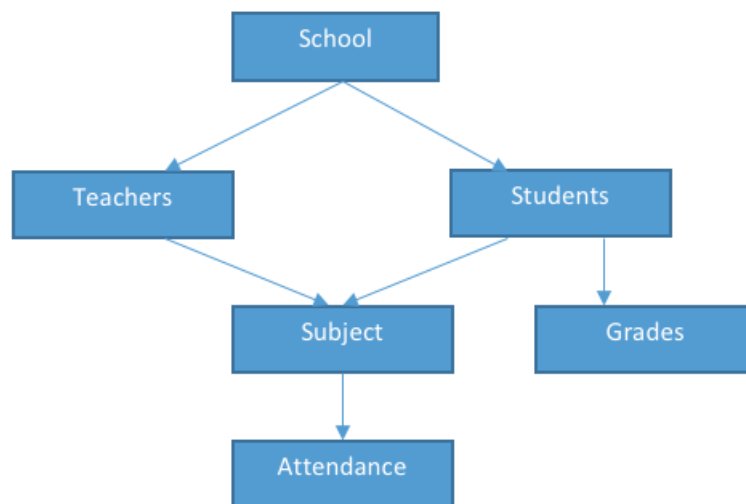 School
Teachers
Students
Subject
Grades
Attendance